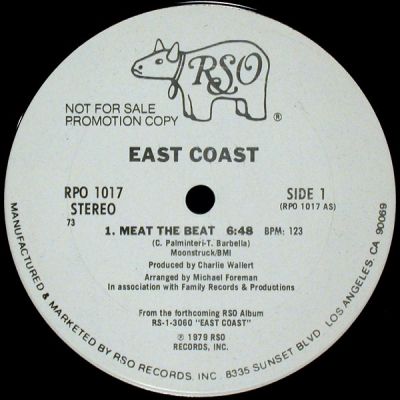 RSO
®
NOT FOR SALE
PROMOTION COPY
EAST COAST
RPO 1017
STEREO
73
SIDE 1
(RPO 1017 AS)
1. MEAT THE BEAT 6:48 BPM: 123
(C. Palminteri-T. Barbella)
Moonstruck/BMI
Produced by Charlie Wallert
Arranged by Michael Foreman
In association with Family Records & Productions
From the forthcoming RSO Album
RS-1-3060 "EAST COAST"
℗ 1979 RSO
RECORDS, INC.
MANUFACTURED & MARKETED BY RSO RECORDS, INC. 8335 SUNSET BLVD. LOS ANGELES, CA. 90069